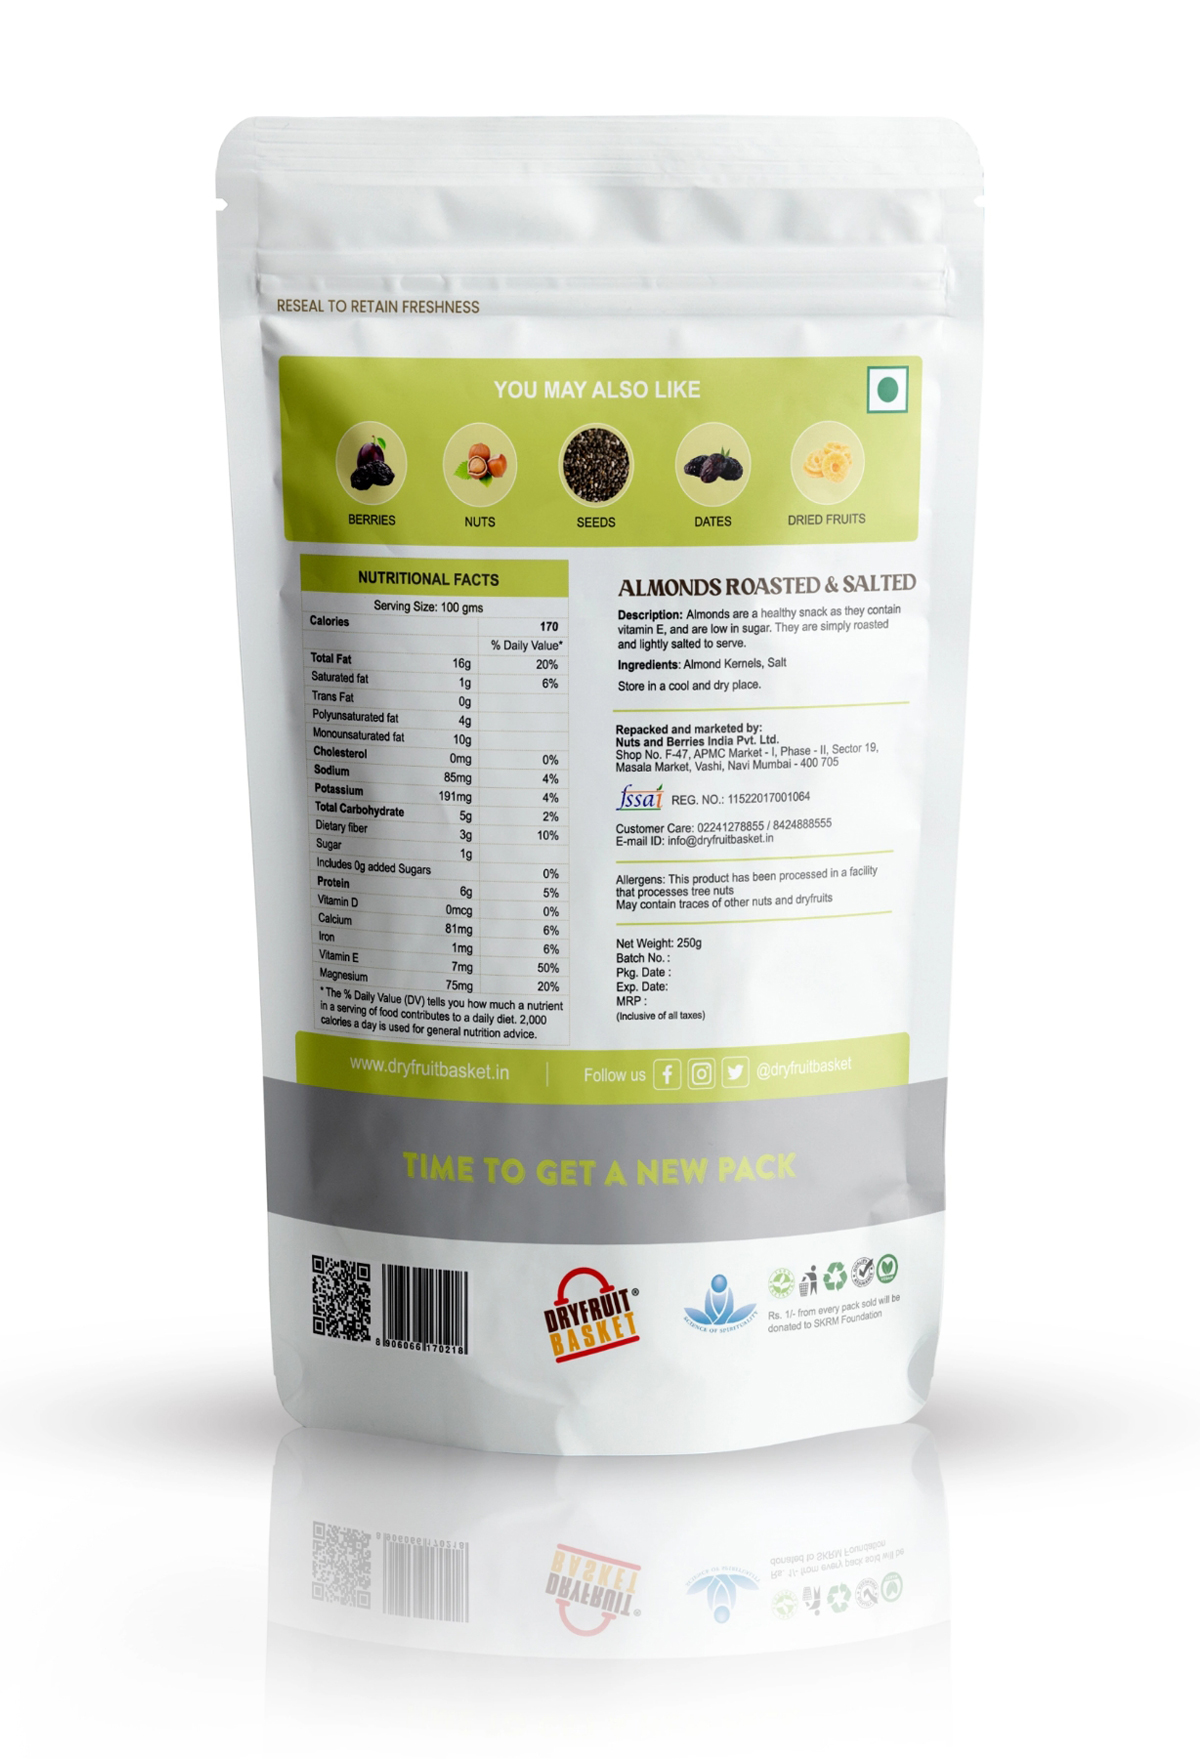 RESEAL TO RETAIN FRESHNESS
YOU MAY ALSO LIKE
BERRIES
NUTS
SEEDS
DATES
DRIED FRUITS
NUTRITIONAL FACTS
Serving Size: 100 gms
Calories 170
% Daily Value*
Total Fat 16g 20%
Saturated fat 1g 6%
Trans Fat 0g
Polyunsaturated fat 4g
Monounsaturated fat 10g
Cholesterol 0mg 0%
Sodium 85mg 4%
Potassium 191mg 4%
Total Carbohydrate 5g 2%
Dietary fiber 3g 10%
Sugar 1g
Includes 0g added Sugars 0%
Protein 6g 5%
Vitamin D 0mcg 0%
Calcium 81mg 6%
Iron 1mg 6%
Vitamin E 7mg 50%
Magnesium 75mg 20%
* The % Daily Value (DV) tells you how much a nutrient
in a serving of food contributes to a daily diet. 2,000
calories a day is used for general nutrition advice.
ALMONDS ROASTED & SALTED
Description: Almonds are a healthy snack as they contain
vitamin E, and are low in sugar. They are simply roasted
and lightly salted to serve.
Ingredients: Almond Kernels, Salt
Store in a cool and dry place.
Repacked and marketed by:
Nuts and Berries India Pvt. Ltd.
Shop No. F-47, APMC Market - I, Phase - II, Sector 19,
Masala Market, Vashi, Navi Mumbai - 400 705
fssai REG. NO.: 11522017001064
Customer Care: 02241278855 / 8424888555
E-mail ID: info@dryfruitbasket.in
Allergens: This product has been processed in a facility
that processes tree nuts
May contain traces of other nuts and dryfruits
Net Weight: 250g
Batch No. :
Pkg. Date :
Exp. Date:
MRP :
(Inclusive of all taxes)
www.dryfruitbasket.in | Follow us @dryfruitbasket
TIME TO GET A NEW PACK
8 906066 170218
DRYFRUIT®
BASKET
SCIENCE OF SPIRITUALITY
Rs. 1/- from every pack sold will be
donated to SKRM Foundation